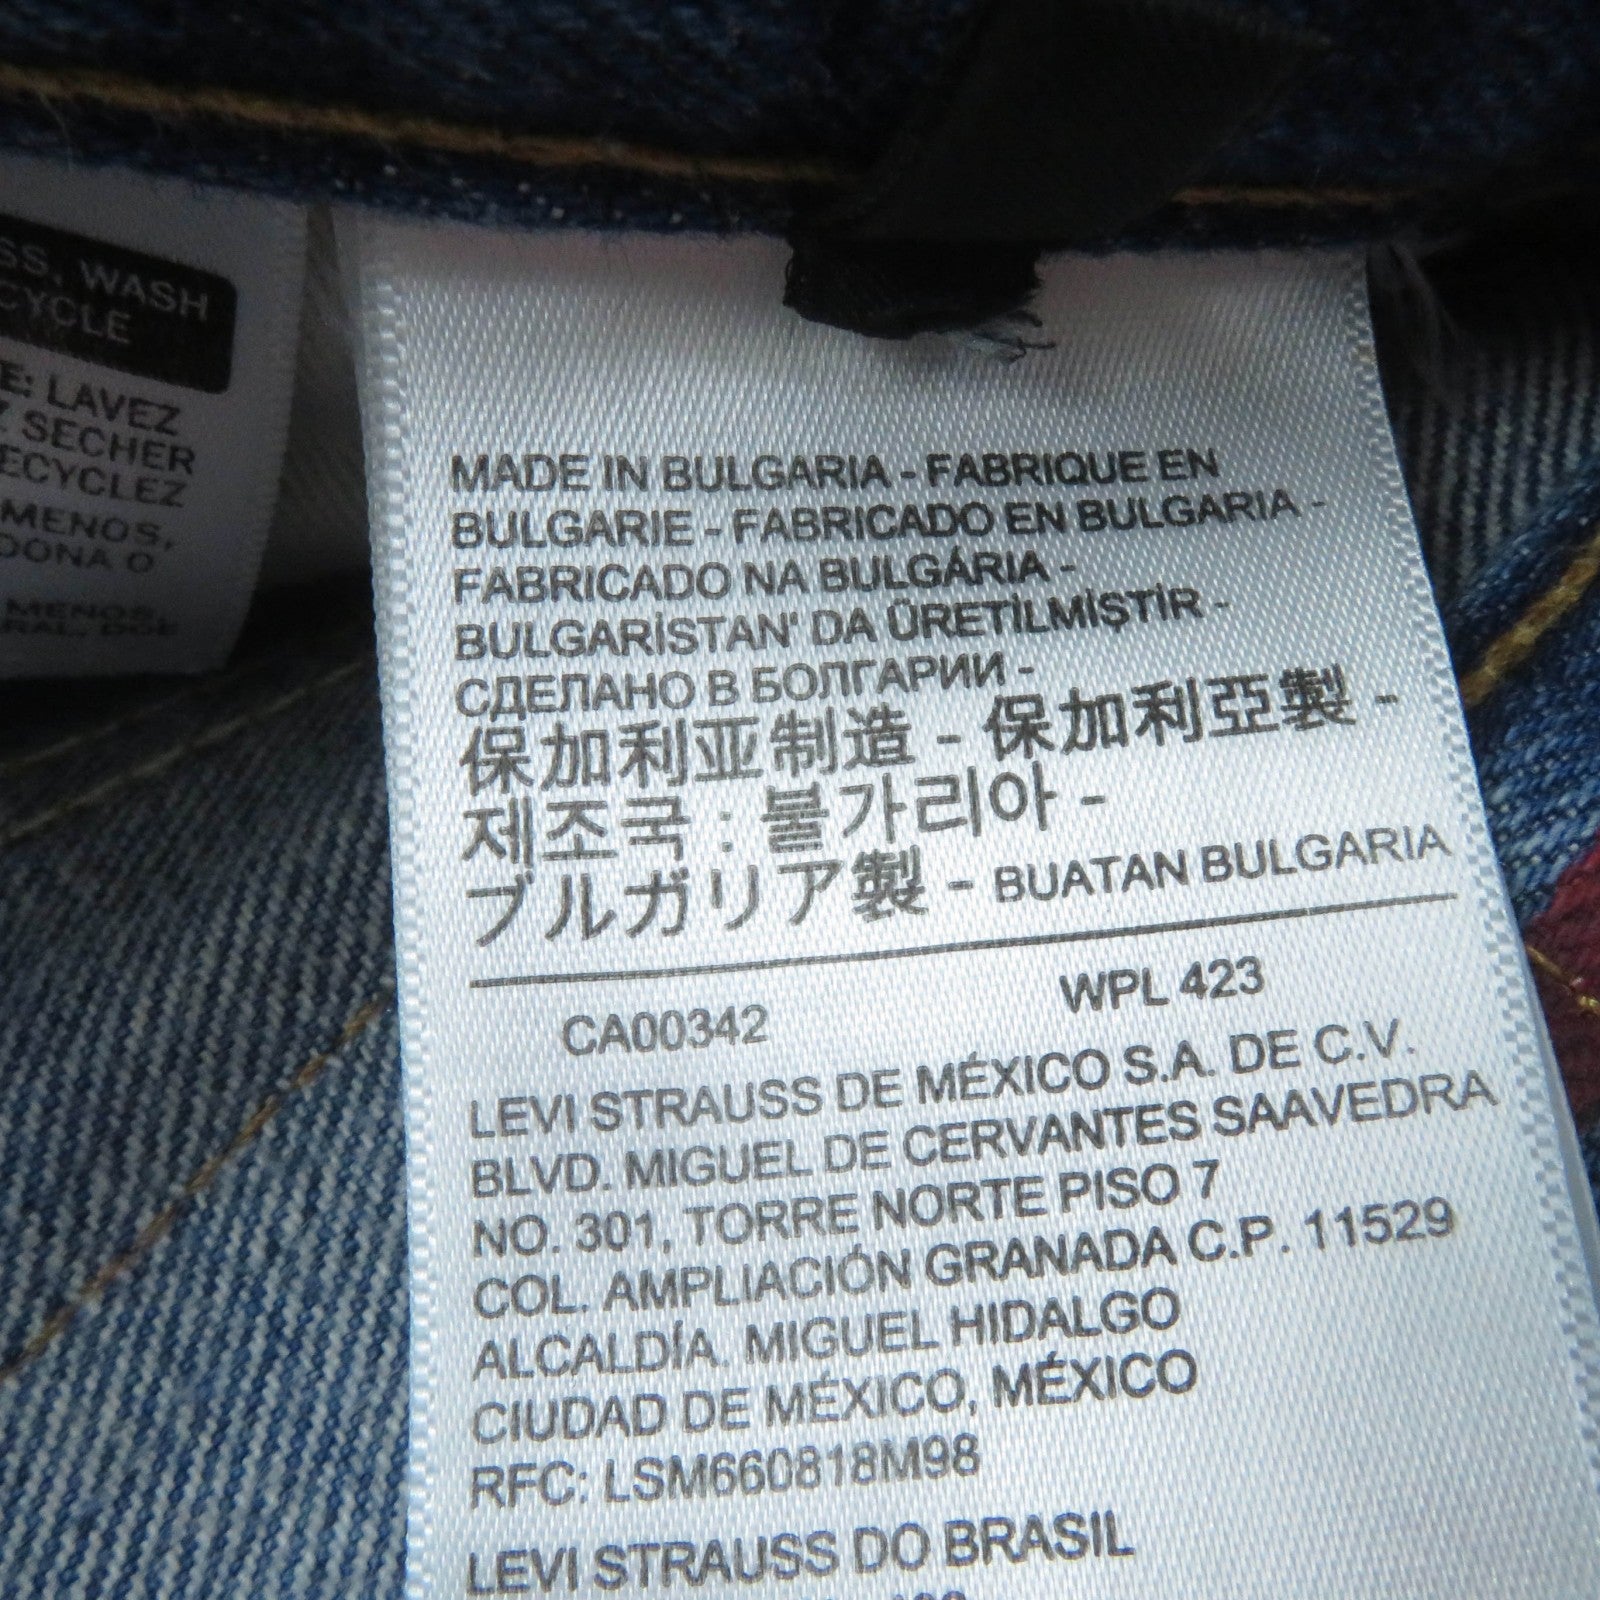 SS, WASH
CYCLE
E: LAVEZ
Z SECHER
ECYCLEZ
MENOS,
DONA O
MENOS,
MADE IN BULGARIA - FABRIQUE EN
BULGARIE - FABRICADO EN BULGARIA -
FABRICADO NA BULGÁRIA -
BULGARİSTAN' DA ÜRETİLMİŞTİR -
СДЕЛАНО В БОЛГАРИИ -
保加利亚制造 - 保加利亞製 -
제조국 : 불가리아 -
ブルガリア製 - BUATAN BULGARIA
CA00342 WPL 423
LEVI STRAUSS DE MÉXICO S.A. DE C.V.
BLVD. MIGUEL DE CERVANTES SAAVEDRA
NO. 301, TORRE NORTE PISO 7
COL. AMPLIACIÓN GRANADA C.P. 11529
ALCALDÍA. MIGUEL HIDALGO
CIUDAD DE MÉXICO, MÉXICO
RFC: LSM660818M98
LEVI STRAUSS DO BRASIL